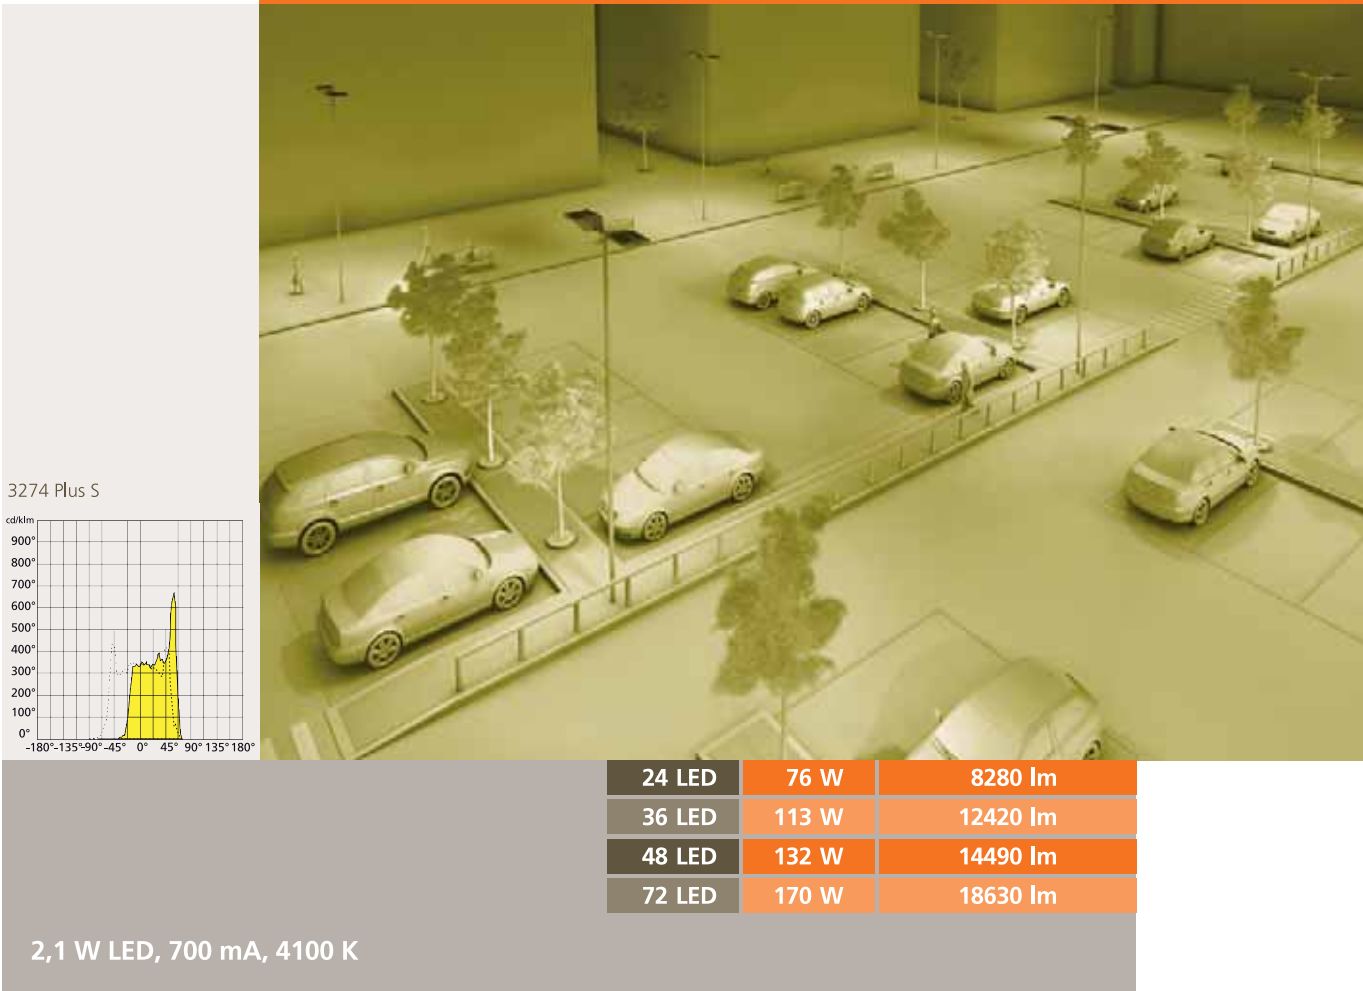 3274 Plus S
cd/klm
900°
800°
700°
600°
500°
400°
300°
200°
100°
0°
-180°-135°-90°-45° 0° 45° 90° 135° 180°
24 LED 76 W 8280 lm
36 LED 113 W 12420 lm
48 LED 132 W 14490 lm
72 LED 170 W 18630 lm
2,1 W LED, 700 mA, 4100 K